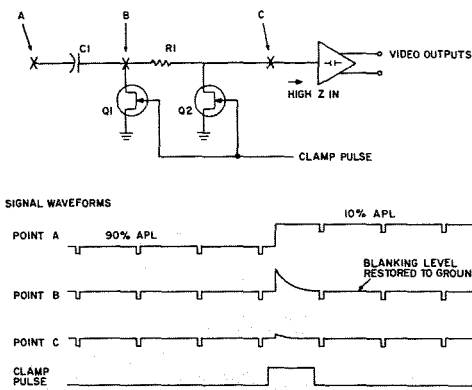 A
B
C
C1
R1
VIDEO OUTPUTS
HIGH Z IN
Q1
Q2
CLAMP PULSE
SIGNAL WAVEFORMS
90% APL
10% APL
POINT A
BLANKING LEVEL
RESTORED TO GROUND
POINT B
POINT C
CLAMP
PULSE